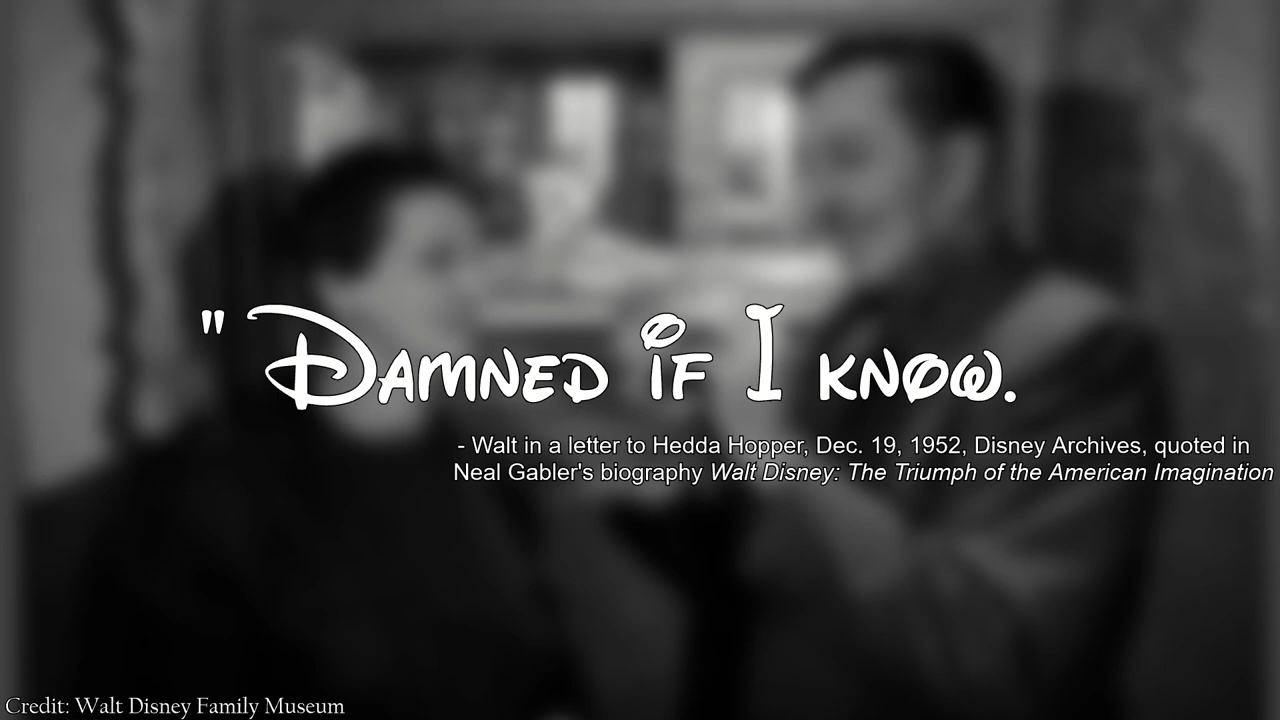 " Damned if I know.
- Walt in a letter to Hedda Hopper, Dec. 19, 1952, Disney Archives, quoted in
Neal Gabler's biography Walt Disney: The Triumph of the American Imagination
Credit: Walt Disney Family Museum